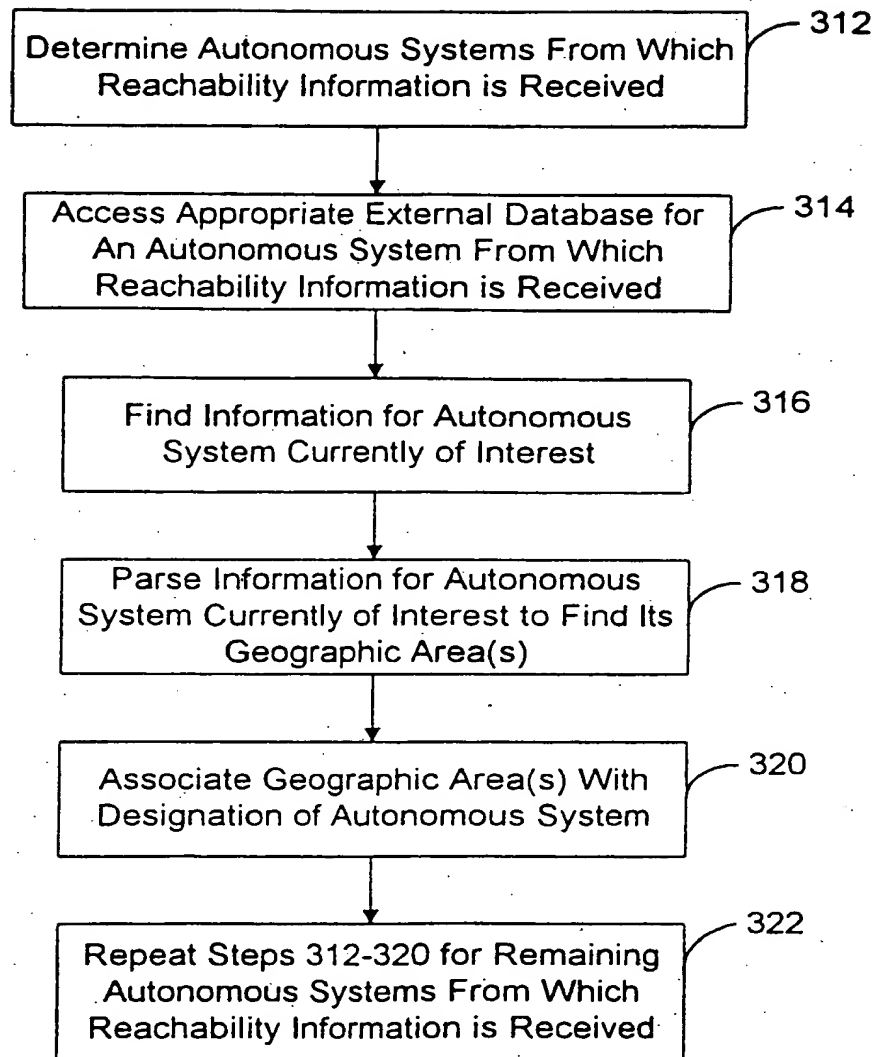 312
Determine Autonomous Systems From Which
Reachability Information is Received
314
Access Appropriate External Database for
An Autonomous System From Which
Reachability Information is Received
316
Find Information for Autonomous
System Currently of Interest
318
Parse Information for Autonomous
System Currently of Interest to Find Its
Geographic Area(s)
320
Associate Geographic Area(s) With
Designation of Autonomous System
322
Repeat Steps 312-320 for Remaining
Autonomous Systems From Which
Reachability Information is Received